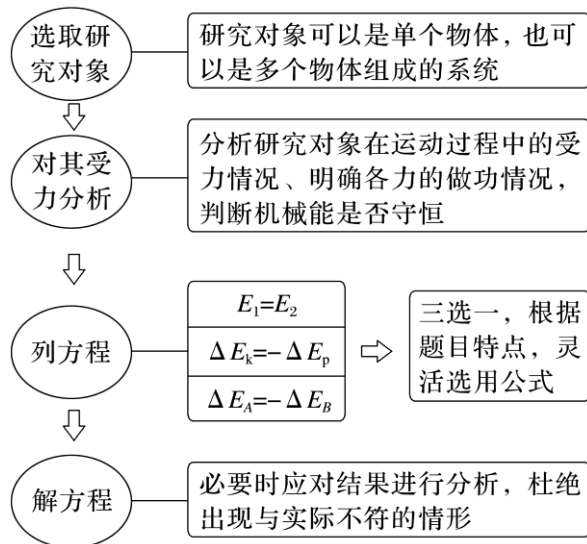 选取研
究对象
研究对象可以是单个物体，也可
以是多个物体组成的系统
对其受
力分析
分析研究对象在运动过程中的受
力情况、明确各力的做功情况，
判断机械能是否守恒
列方程
E₁=E₂
ΔEₖ=-ΔEₚ
ΔE_A=-ΔE_B
三选一，根据
题目特点，灵
活选用公式
解方程
必要时应对结果进行分析，杜绝
出现与实际不符的情形